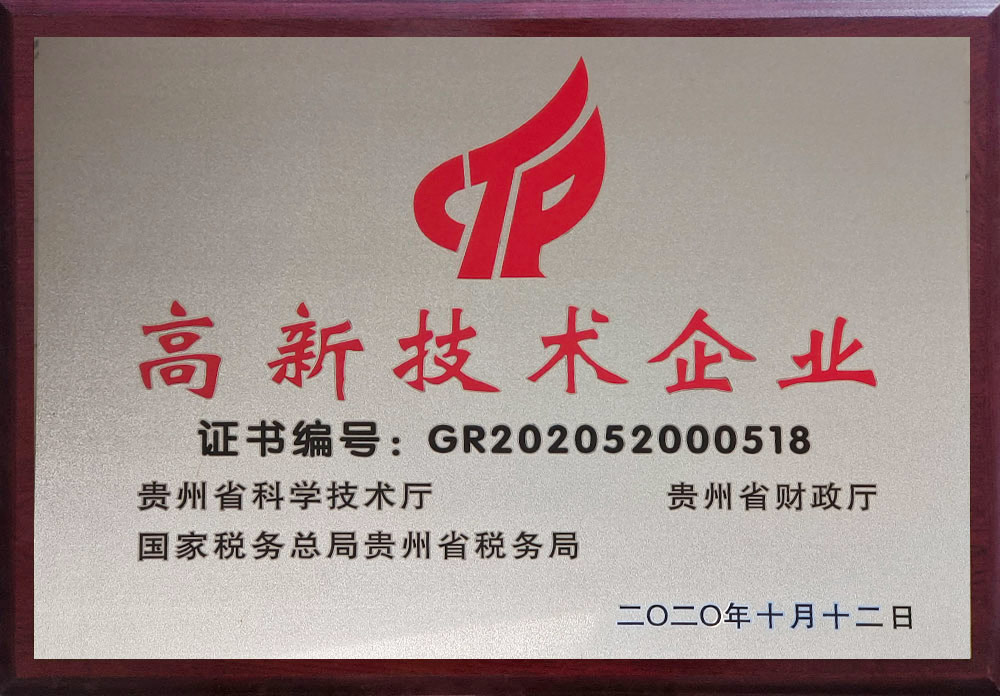 高新技术企业
证书编号：GR202052000518
贵州省科学技术厅 贵州省财政厅
国家税务总局贵州省税务局
二〇二〇年十月十二日